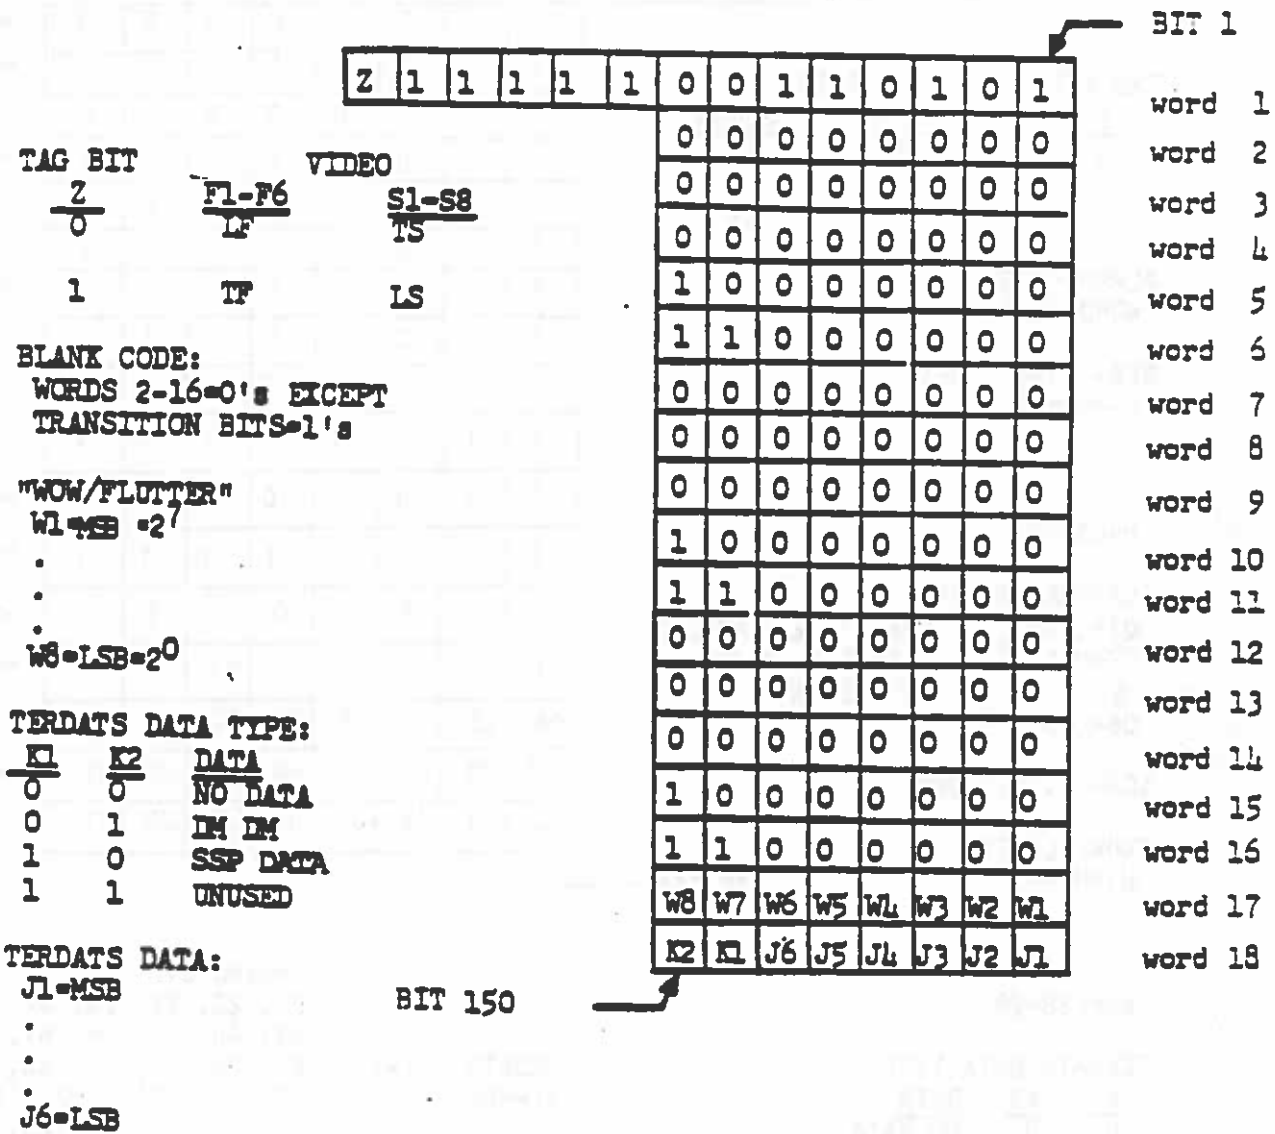 BIT 1
Z 1 1 1 1 1 0 0 1 1 0 1 0 1 word 1
0 0 0 0 0 0 0 0 word 2
0 0 0 0 0 0 0 0 word 3
0 0 0 0 0 0 0 0 word 4
1 0 0 0 0 0 0 0 word 5
1 1 0 0 0 0 0 0 word 6
0 0 0 0 0 0 0 0 word 7
0 0 0 0 0 0 0 0 word 8
0 0 0 0 0 0 0 0 word 9
1 0 0 0 0 0 0 0 word 10
1 1 0 0 0 0 0 0 word 11
0 0 0 0 0 0 0 0 word 12
0 0 0 0 0 0 0 0 word 13
0 0 0 0 0 0 0 0 word 14
1 0 0 0 0 0 0 0 word 15
1 1 0 0 0 0 0 0 word 16
W8 W7 W6 W5 W4 W3 W2 W1 word 17
K2 K1 J6 J5 J4 J3 J2 J1 word 18
BIT 150
TAG BIT VIDEO
Z F1-F6 S1-S8
0 LF TS
1 TF LS
BLANK CODE:
WORDS 2-16=0's EXCEPT
TRANSITION BITS=1's
"WOW/FLUTTER"
W1=MSB=2⁷
.
.
.
W8=LSB=2⁰
TERDATS DATA TYPE:
K1 K2 DATA
0 0 NO DATA
0 1 DM DM
1 0 SSP DATA
1 1 UNUSED
TERDATS DATA:
J1=MSB
.
.
.
J6=LSB